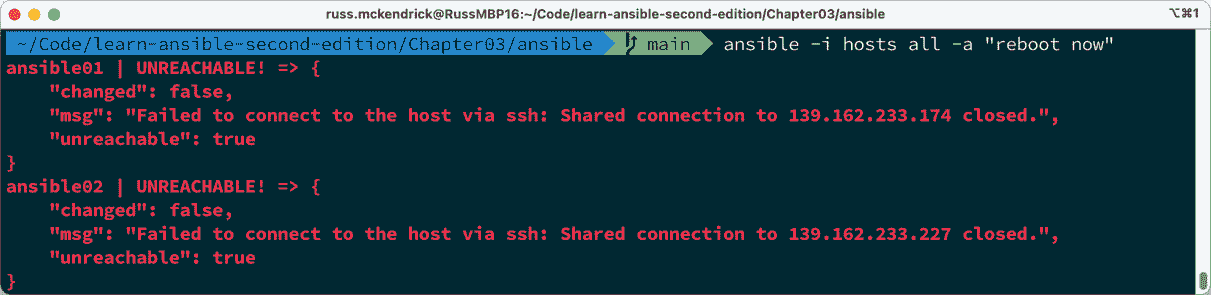 russ.mckendrick@RussMBP16:~/Code/learn-ansible-second-edition/Chapter03/ansible ⌥⌘1
~/Code/learn-ansible-second-edition/Chapter03/ansible main ansible -i hosts all -a "reboot now"
ansible01 | UNREACHABLE! => {
    "changed": false,
    "msg": "Failed to connect to the host via ssh: Shared connection to 139.162.233.174 closed.",
    "unreachable": true
}
ansible02 | UNREACHABLE! => {
    "changed": false,
    "msg": "Failed to connect to the host via ssh: Shared connection to 139.162.233.227 closed.",
    "unreachable": true
}